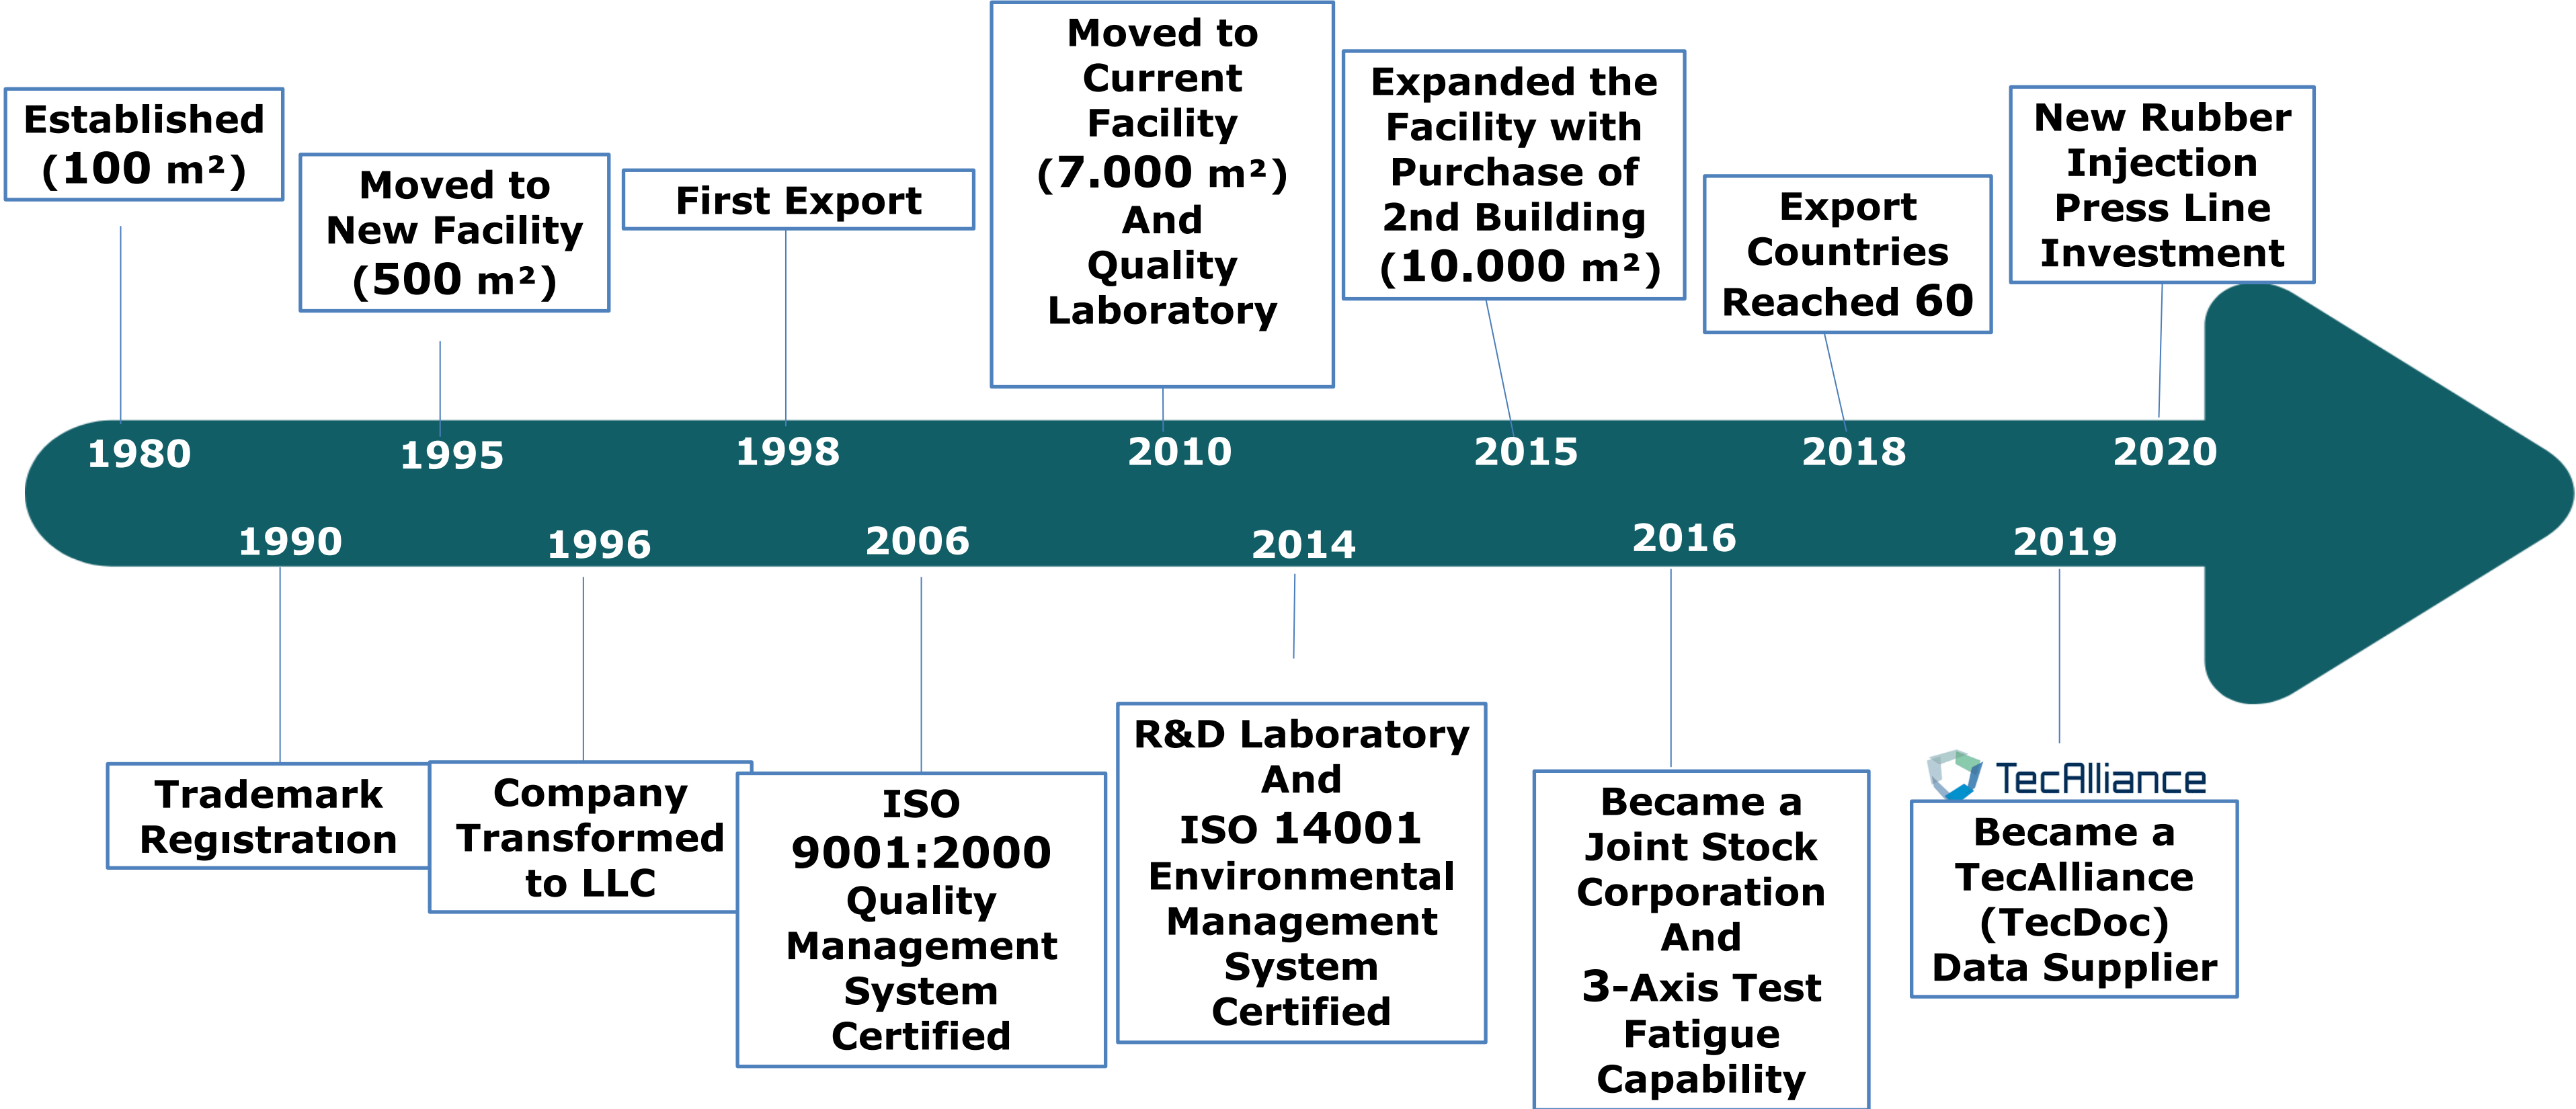 Established
(100 m²)
Moved to
New Facility
(500 m²)
First Export
Moved to
Current
Facility
(7.000 m²)
And
Quality
Laboratory
Expanded the
Facility with
Purchase of
2nd Building
(10.000 m²)
Export
Countries
Reached 60
New Rubber
Injection
Press Line
Investment
1980
1995
1998
2010
2015
2018
2020
1990
1996
2006
2014
2016
2019
Trademark
Regıstration
Company
Transformed
to LLC
ISO
9001:2000
Quality
Management
System
Certified
R&D Laboratory
And
ISO 14001
Environmental
Management
System
Certified
Became a
Joint Stock
Corporation
And
3-Axis Test
Fatigue
Capability
TecAlliance
Became a
TecAlliance
(TecDoc)
Data Supplier